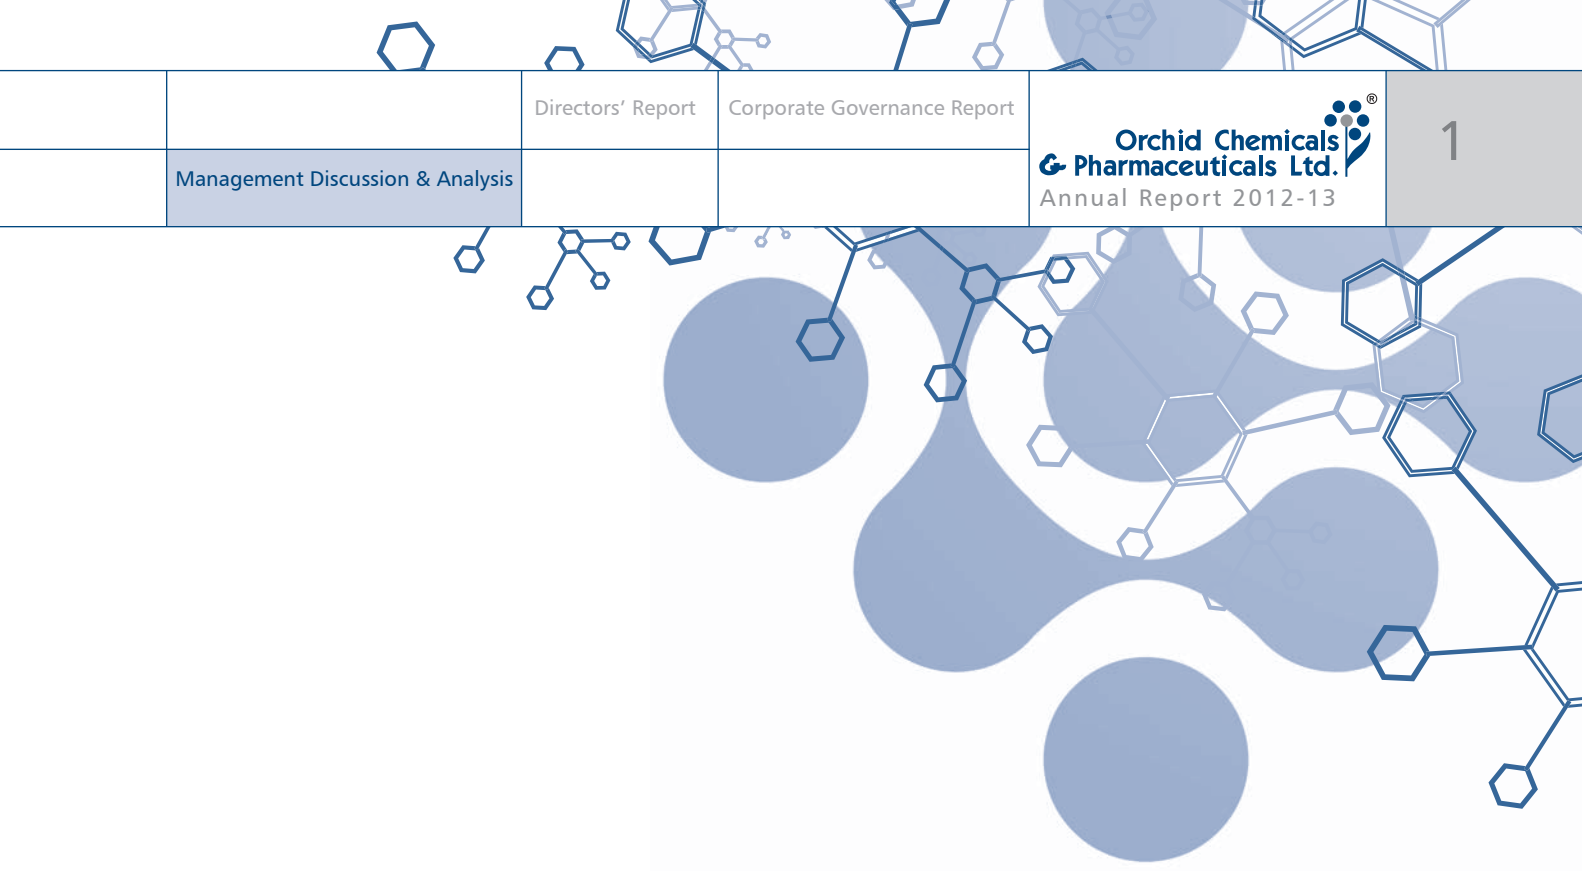 Directors’ Report
Corporate Governance Report
Management Discussion & Analysis
Orchid Chemicals
& Pharmaceuticals Ltd.
®
Annual Report 2012-13
1